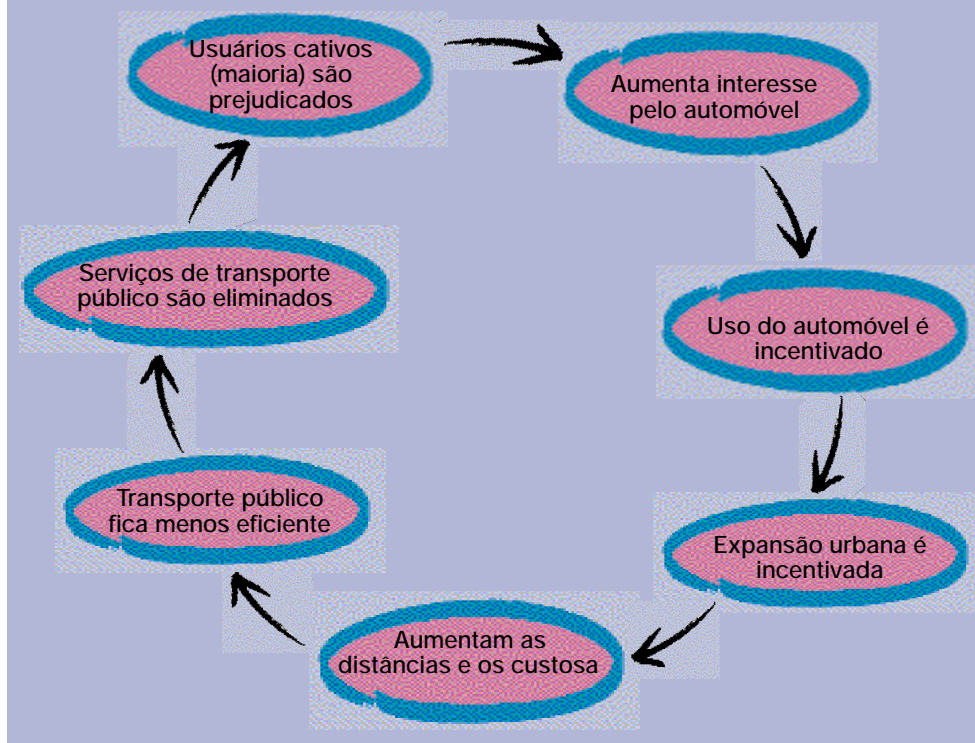 Usuários cativos
(maioria) são
prejudicados
Aumenta interesse
pelo automóvel
Uso do automóvel é
incentivado
Expansão urbana é
incentivada
Aumentam as
distâncias e os custosa
Transporte público
fica menos eficiente
Serviços de transporte
público são eliminados